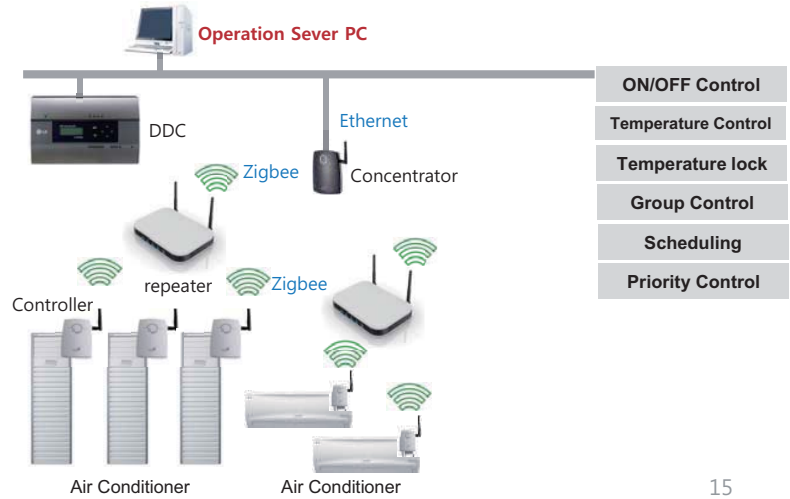 Operation Sever PC
DDC
Ethernet
Zigbee
Concentrator
repeater
Zigbee
Controller
Air Conditioner
Air Conditioner
ON/OFF Control
Temperature Control
Temperature lock
Group Control
Scheduling
Priority Control
15